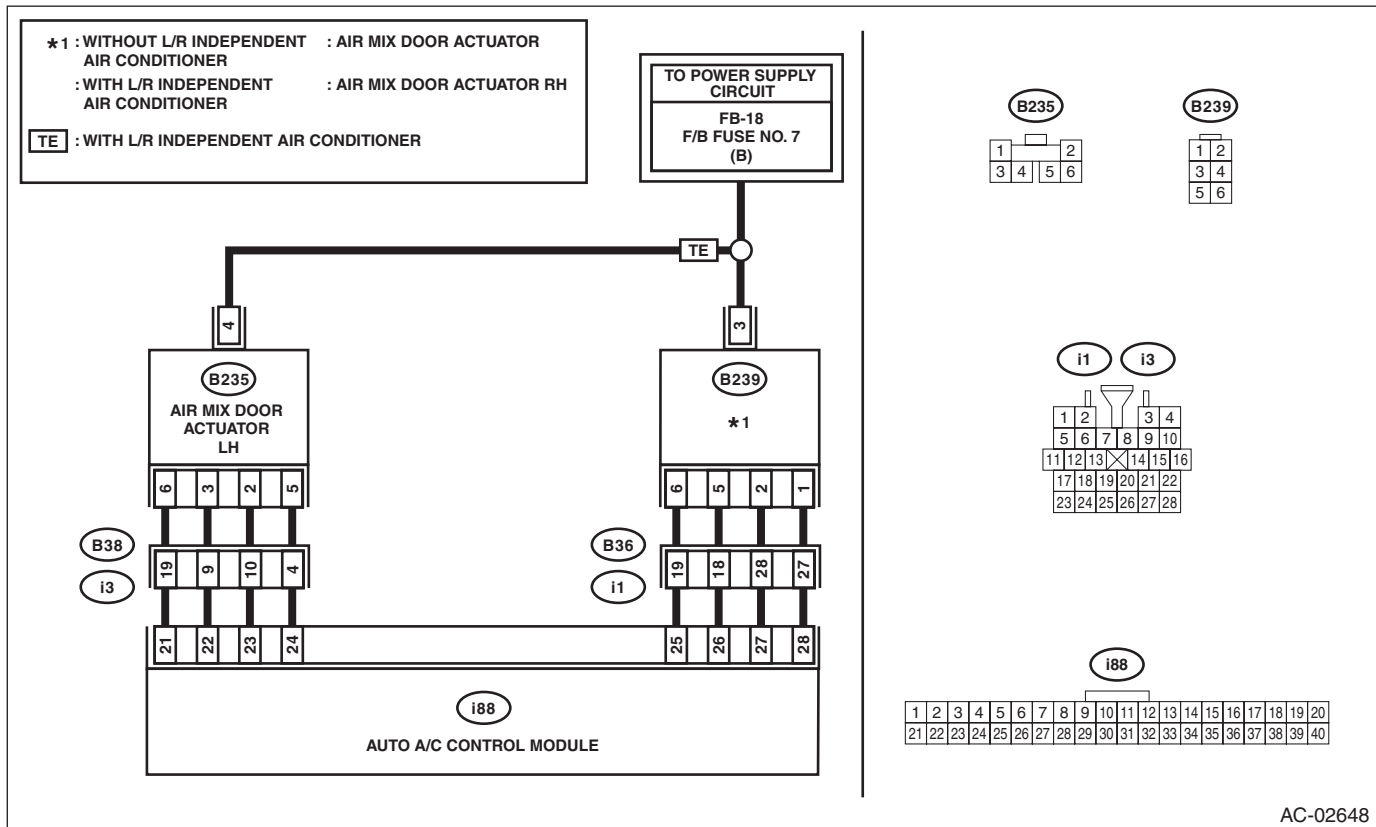 *1 : WITHOUT L/R INDEPENDENT AIR CONDITIONER : AIR MIX DOOR ACTUATOR
: WITH L/R INDEPENDENT AIR CONDITIONER : AIR MIX DOOR ACTUATOR RH
TE : WITH L/R INDEPENDENT AIR CONDITIONER
TO POWER SUPPLY
CIRCUIT
FB-18
F/B FUSE NO. 7
(B)
TE
4
3
B235
AIR MIX DOOR
ACTUATOR
LH
B239
*1
6 3 2 5
6 5 2 1
B38
i3
19 9 10 4
B36
i1
19 18 28 27
21 22 23 24
25 26 27 28
i88
AUTO A/C CONTROL MODULE
B235
1 2
3 4 5 6
B239
1 2
3 4
5 6
i1 i3
1 2 3 4
5 6 7 8 9 10
11 12 13 14 15 16
17 18 19 20 21 22
23 24 25 26 27 28
i88
1 2 3 4 5 6 7 8 9 10 11 12 13 14 15 16 17 18 19 20
21 22 23 24 25 26 27 28 29 30 31 32 33 34 35 36 37 38 39 40
AC-02648